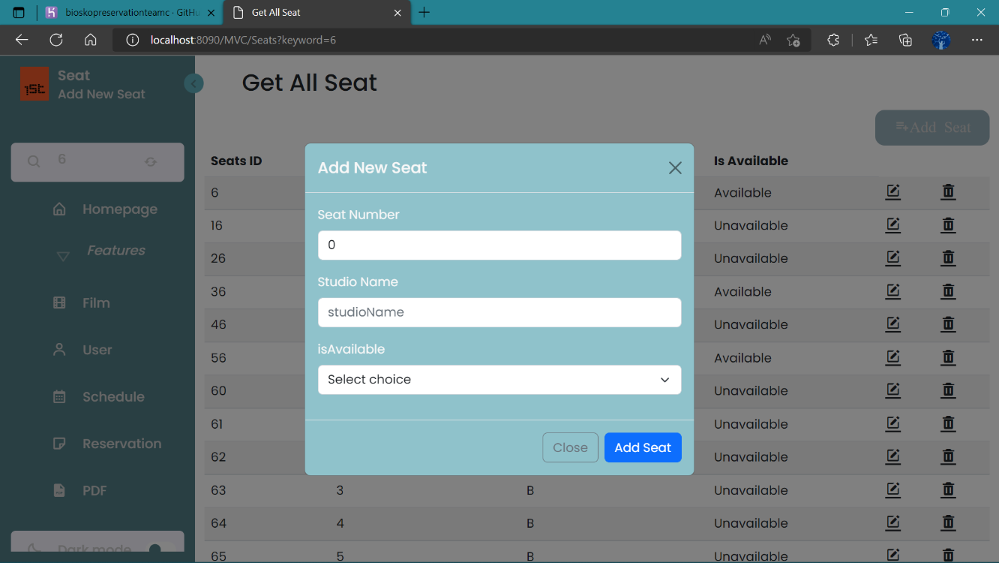 bioskopreservationteamc · GitHu
Get All Seat
localhost:8090/MVC/Seats?keyword=6
1St
Seat
Add New Seat
6
Homepage
Features
Film
User
Schedule
Reservation
PDF
Dark mode
Get All Seat
Add Seat
Seats ID
Is Available
6 Available
16 Unavailable
26 Unavailable
36 Available
46 Unavailable
56 Available
60 Unavailable
61 Unavailable
62 Unavailable
63 3 B Unavailable
64 4 B Unavailable
65 5 B Unavailable
Add New Seat
Seat Number
0
Studio Name
studioName
isAvailable
Select choice
Close
Add Seat